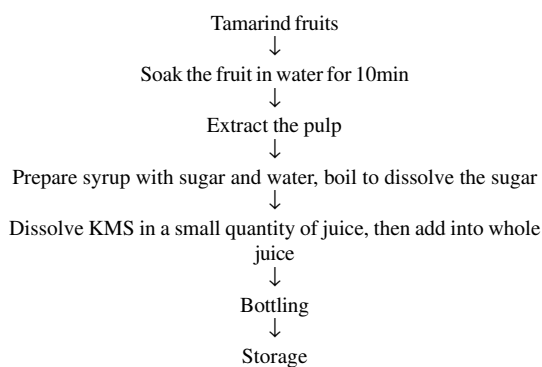 Tamarind fruits
↓
Soak the fruit in water for 10min
↓
Extract the pulp
↓
Prepare syrup with sugar and water, boil to dissolve the sugar
↓
Dissolve KMS in a small quantity of juice, then add into whole
juice
↓
Bottling
↓
Storage